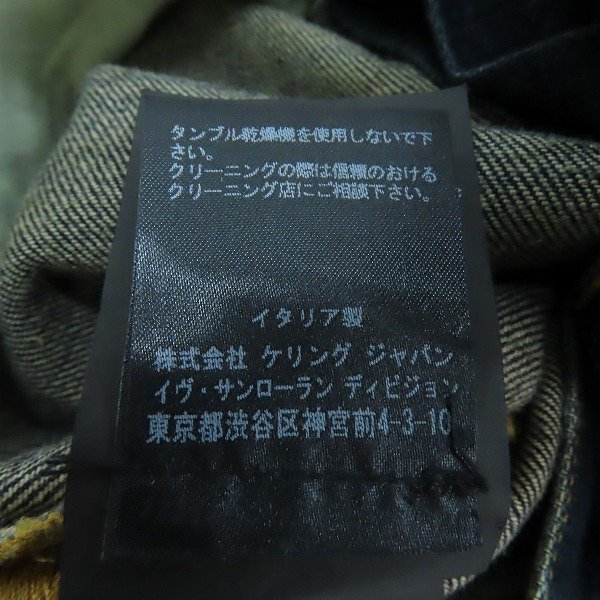 タンブル乾燥機を使用しないで下
さい。
クリーニングの際は信頼のおける
クリーニング店にご相談下さい。
イタリア製
株式会社 ケリング ジャパン
イヴ・サンローラン ディビジョン
東京都渋谷区神宮前4-3-10